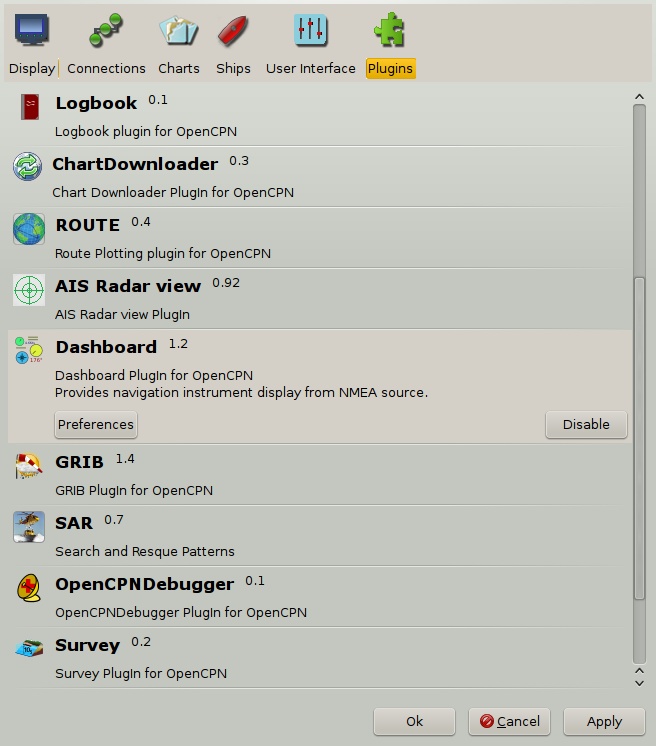 Display Connections Charts Ships User Interface Plugins
Logbook 0.1
Logbook plugin for OpenCPN
ChartDownloader 0.3
Chart Downloader PlugIn for OpenCPN
ROUTE 0.4
Route Plotting plugin for OpenCPN
AIS Radar view 0.92
AIS Radar view PlugIn
Dashboard 1.2
Dashboard PlugIn for OpenCPN
Provides navigation instrument display from NMEA source.
Preferences Disable
GRIB 1.4
GRIB PlugIn for OpenCPN
SAR 0.7
Search and Resque Patterns
OpenCPNDebugger 0.1
OpenCPNDebugger PlugIn for OpenCPN
Survey 0.2
Survey PlugIn for OpenCPN
Ok Cancel Apply